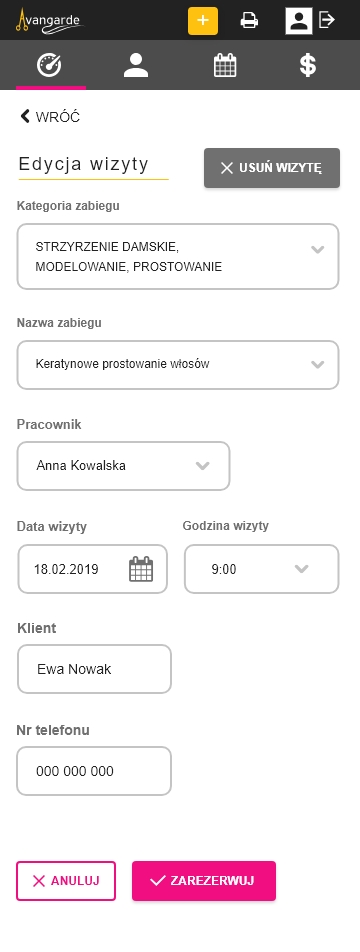 Avangarde
WRÓĆ
Edycja wizyty
USUŃ WIZYTĘ
Kategoria zabiegu
STRZYRZENIE DAMSKIE,
MODELOWANIE, PROSTOWANIE
Nazwa zabiegu
Keratynowe prostowanie włosów
Pracownik
Anna Kowalska
Data wizyty
Godzina wizyty
18.02.2019
9:00
Klient
Ewa Nowak
Nr telefonu
000 000 000
ANULUJ
ZAREZERWUJ